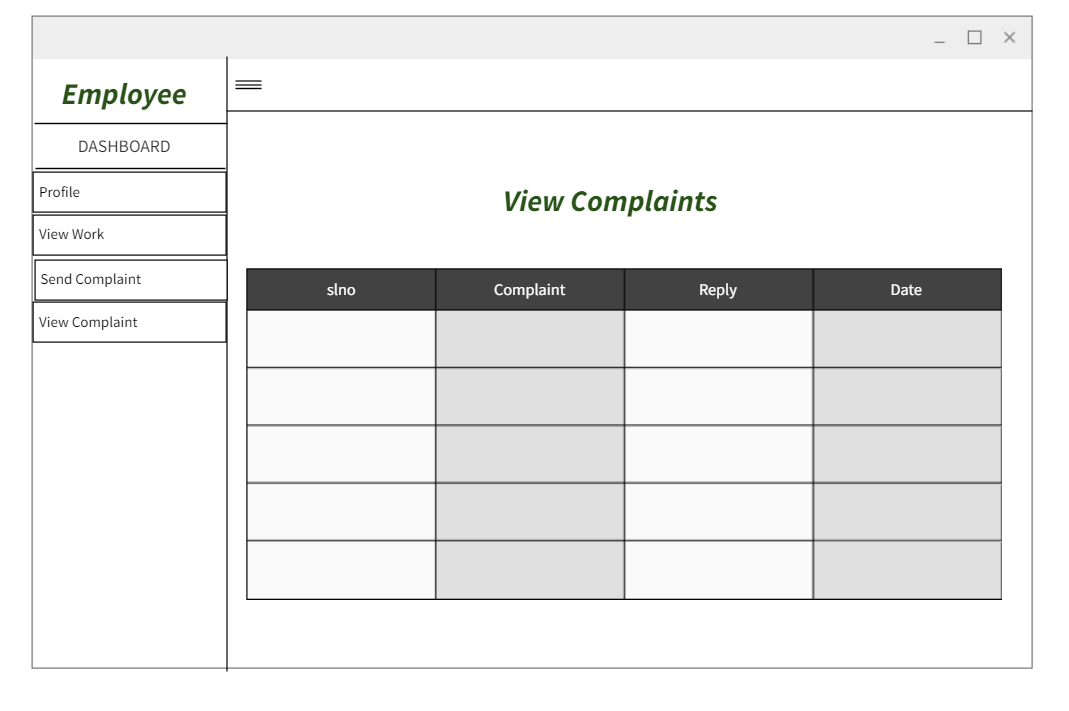 Employee
DASHBOARD
Profile
View Work
Send Complaint
View Complaint
View Complaints
slno Complaint Reply Date